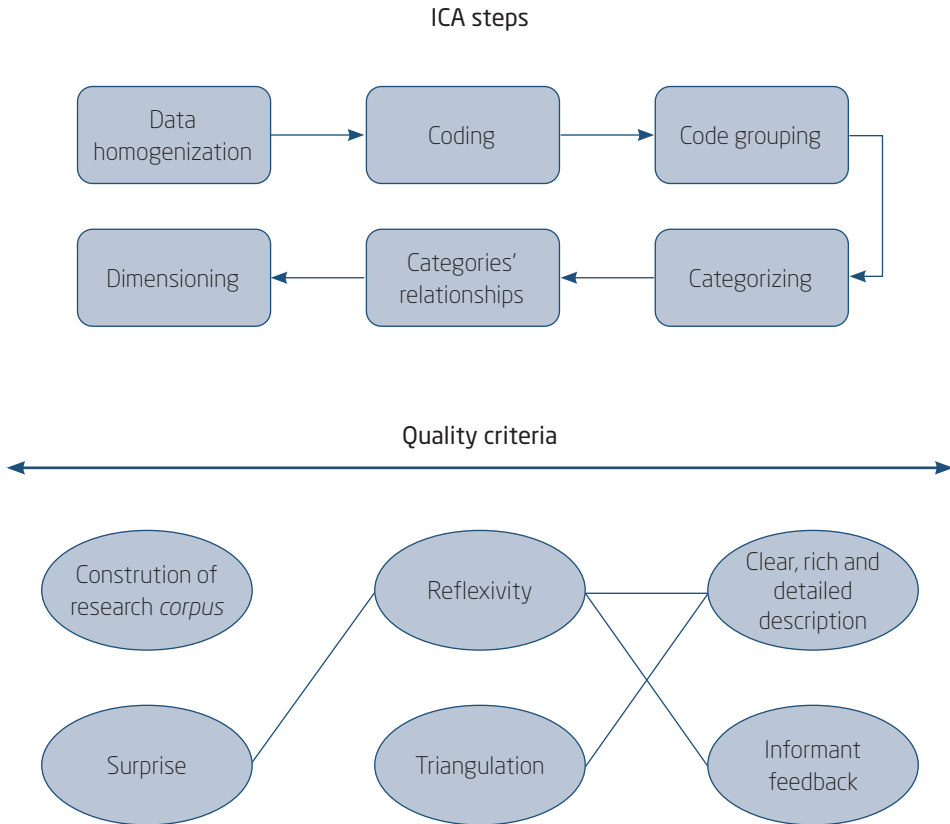 ICA steps
Data
homogenization
Coding
Code grouping
Dimensioning
Categories'
relationships
Categorizing
Quality criteria
Constrution of
research corpus
Reflexivity
Clear, rich and
detailed
description
Surprise
Triangulation
Informant
feedback